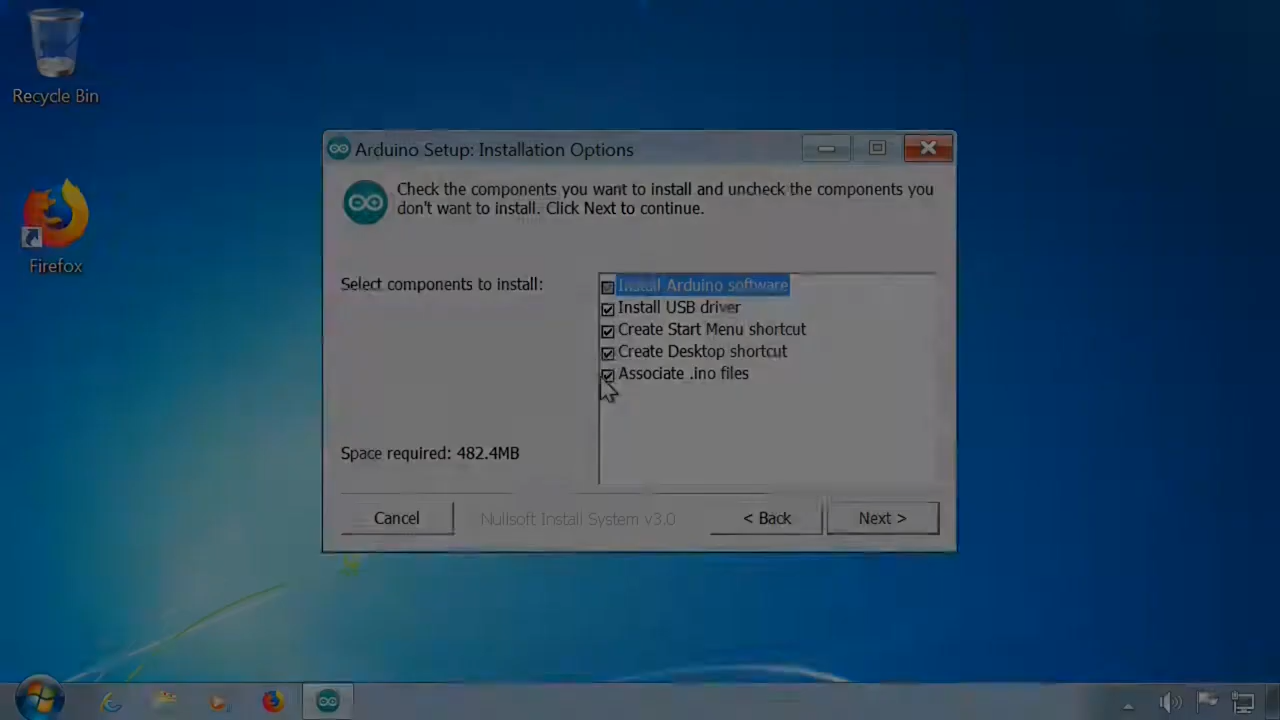 Recycle Bin
Firefox
Arduino Setup: Installation Options
Check the components you want to install and uncheck the components you
don't want to install. Click Next to continue.
Select components to install:
Install Arduino software
Install USB driver
Create Start Menu shortcut
Create Desktop shortcut
Associate .ino files
Space required: 482.4MB
Cancel
Nullsoft Install System v3.0
< Back
Next >